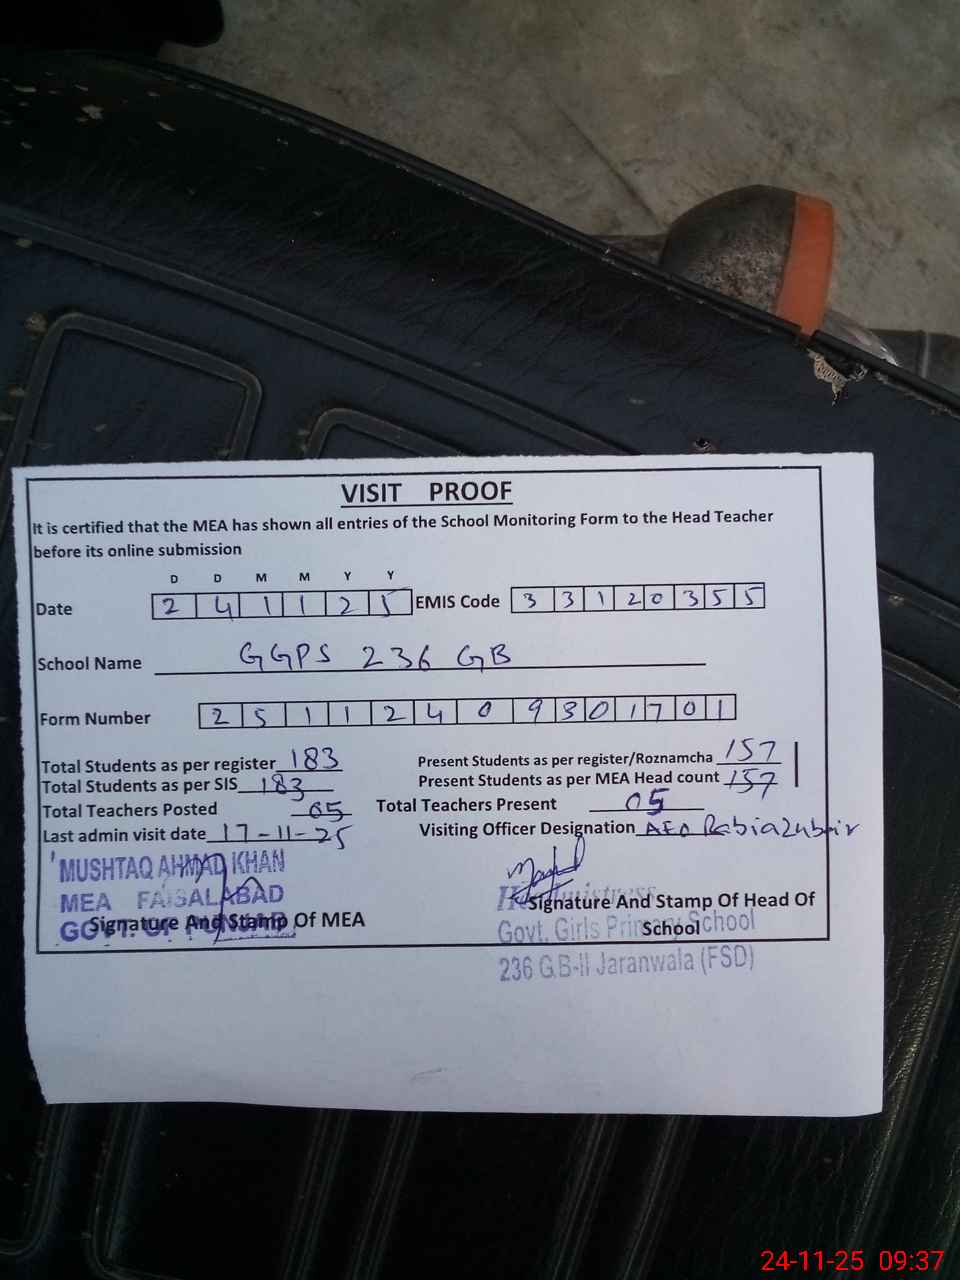 VISIT PROOF
It is certified that the MEA has shown all entries of the School Monitoring Form to the Head Teacher
before its online submission
D D M M Y Y
Date 2 4 1 1 2 5 EMIS Code 3 3 1 2 0 3 5 5
School Name GGPS 236 GB
Form Number 2 5 1 1 2 4 0 9 3 0 1 7 0 1
Total Students as per register 183 Present Students as per register/Roznamcha 157
Total Students as per SIS 183 Present Students as per MEA Head count 157
Total Teachers Posted 05 Total Teachers Present 05
Last admin visit date 17-11-25 Visiting Officer Designation AEO Rabia Zubair
MUSHTAQ AHMAD KHAN
MEA FAISALABAD
GOVT. OF PUNJAB
Signature And Stamp Of MEA
Headmistress
Signature And Stamp Of Head Of
School
Govt. Girls Primary School
236 G.B-II Jaranwala (FSD)
24-11-25 09:37